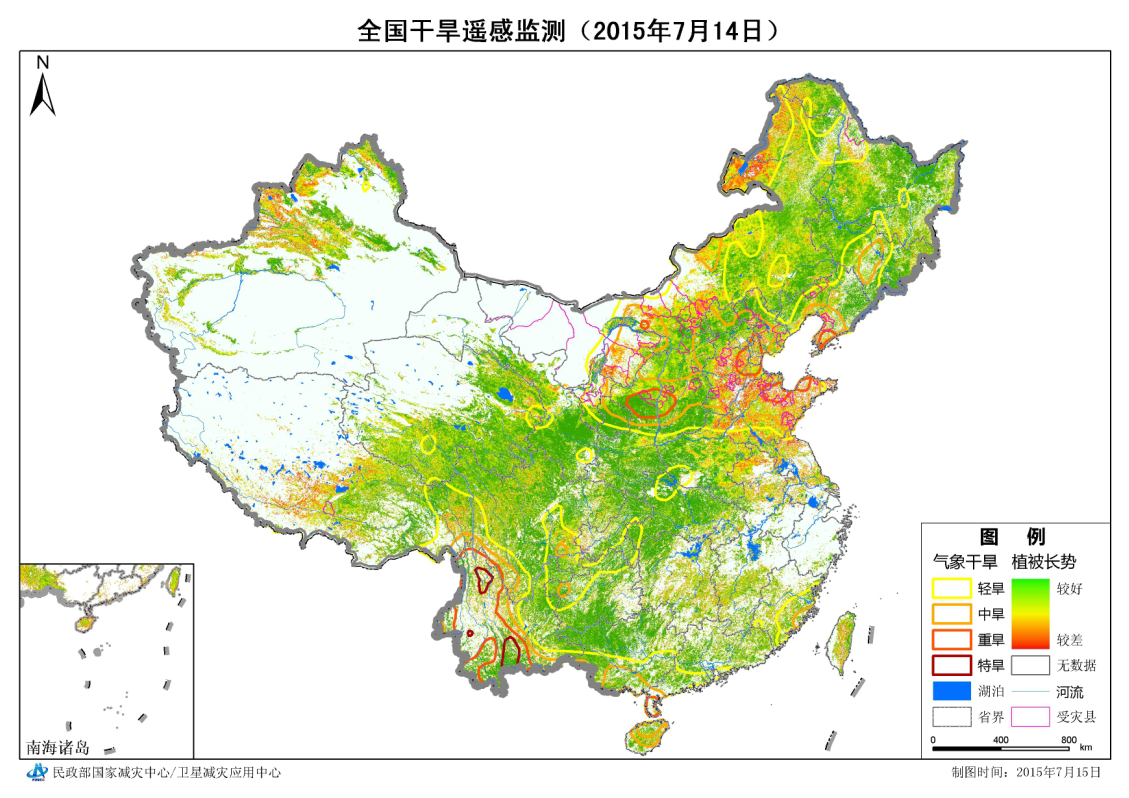 全国干旱遥感监测（2015年7月14日）
N
图 例
气象干旱 植被长势
轻旱 较好
中旱
重旱 较差
特旱 无数据
湖泊 河流
省界 受灾县
0 400 800 km
南海诸岛
民政部国家减灾中心/卫星减灾应用中心
制图时间：2015年7月15日